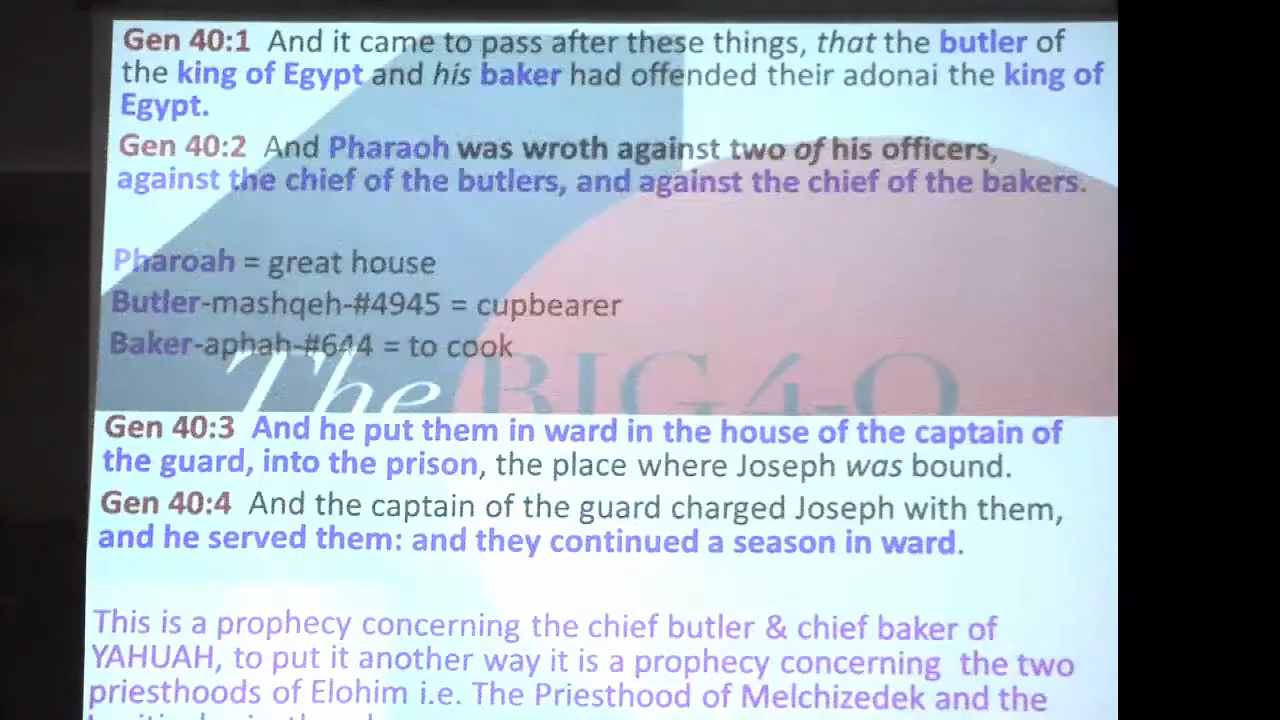 Gen 40:1 And it came to pass after these things, that the butler of
the king of Egypt and his baker had offended their adonai the king of
Egypt.
Gen 40:2 And Pharaoh was wroth against two of his officers,
against the chief of the butlers, and against the chief of the bakers.
Pharoah = great house
Butler-mashqeh-#4945 = cupbearer
Baker-aphah-#644 = to cook
The BIG 4-O
Gen 40:3 And he put them in ward in the house of the captain of
the guard, into the prison, the place where Joseph was bound.
Gen 40:4 And the captain of the guard charged Joseph with them,
and he served them: and they continued a season in ward.
This is a prophecy concerning the chief butler & chief baker of
YAHUAH, to put it another way it is a prophecy concerning the two
priesthoods of Elohim i.e. The Priesthood of Melchizedek and the